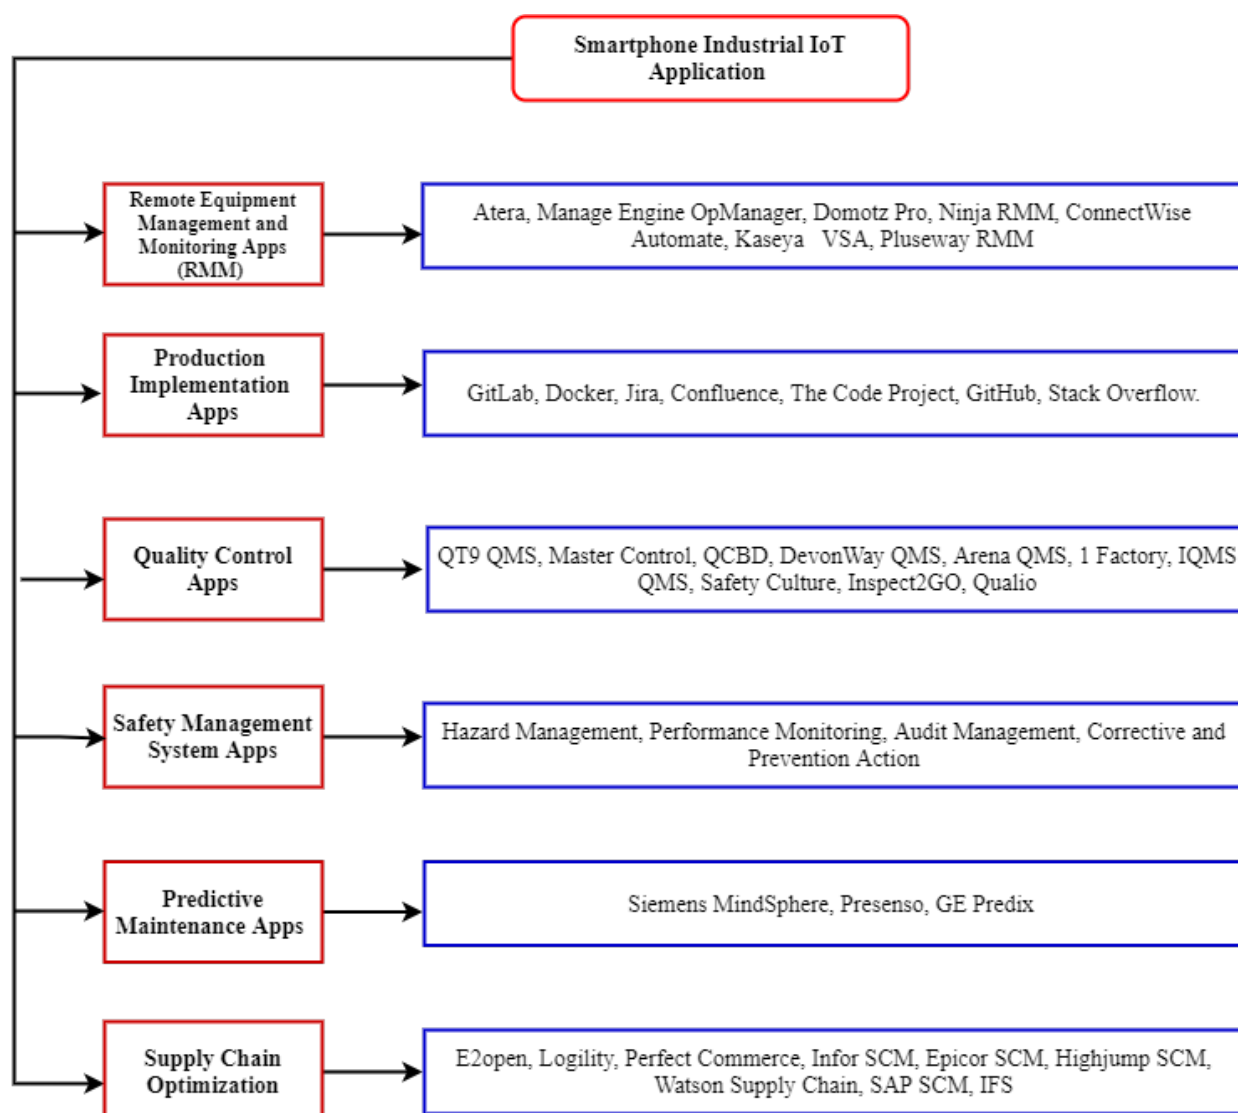 Smartphone Industrial IoT
Application
Remote Equipment
Management and
Monitoring Apps
(RMM)
Atera, Manage Engine OpManager, Domotz Pro, Ninja RMM, ConnectWise
Automate, Kaseya VSA, Pluseway RMM
Production
Implementation
Apps
GitLab, Docker, Jira, Confluence, The Code Project, GitHub, Stack Overflow.
Quality Control
Apps
QT9 QMS, Master Control, QCBD, DevonWay QMS, Arena QMS, 1 Factory, IQMS
QMS, Safety Culture, Inspect2GO, Qualio
Safety Management
System Apps
Hazard Management, Performance Monitoring, Audit Management, Corrective and
Prevention Action
Predictive
Maintenance Apps
Siemens MindSphere, Presenso, GE Predix
Supply Chain
Optimization
E2open, Logility, Perfect Commerce, Infor SCM, Epicor SCM, Highjump SCM,
Watson Supply Chain, SAP SCM, IFS